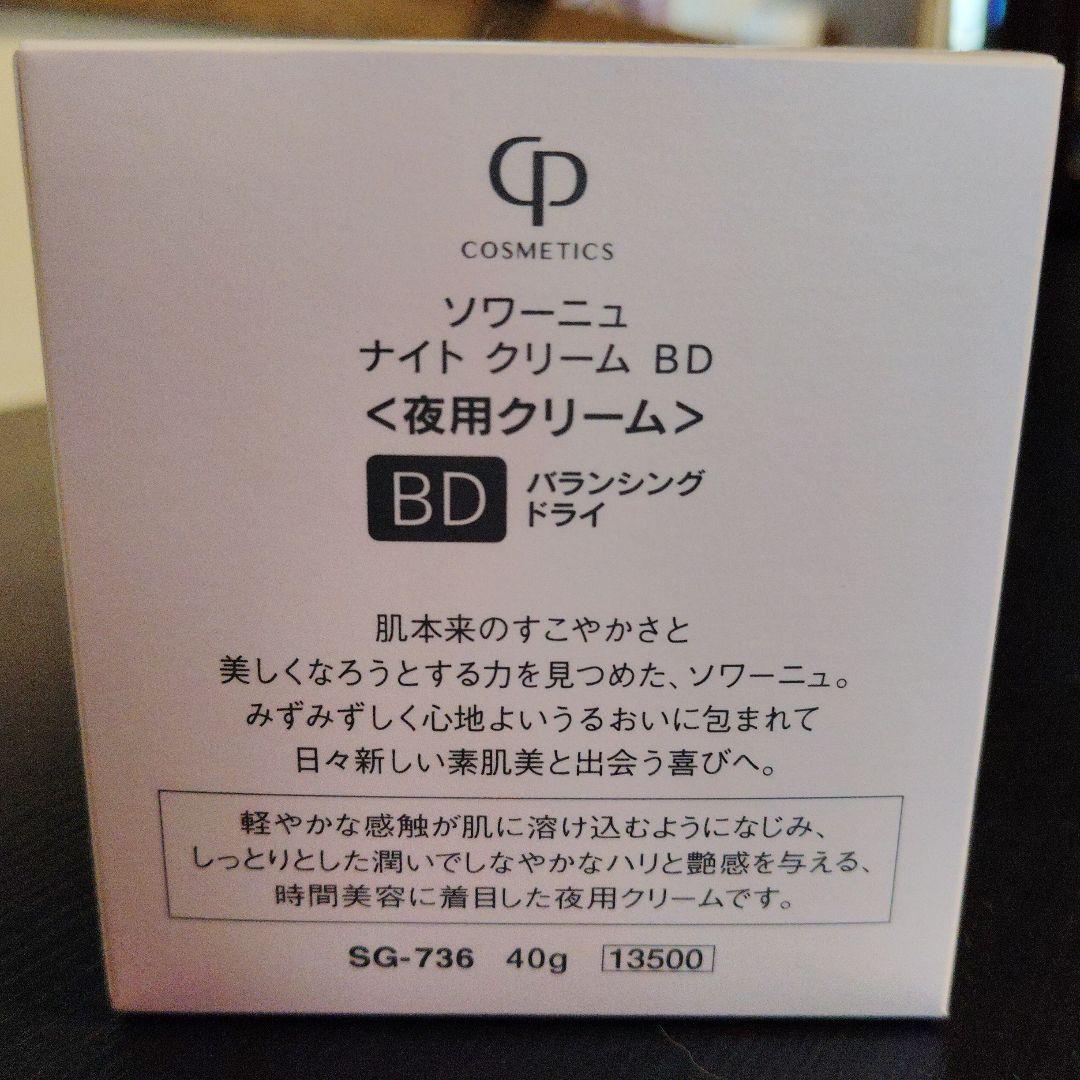 CP
COSMETICS
ソワーニュ
ナイト クリーム BD
<夜用クリーム>
BD バランシング
ドライ
肌本来のすこやかさと
美しくなろうとする力を見つめた、ソワーニュ。
みずみずしく心地よいうるおいに包まれて
日々新しい素肌美と出会う喜びへ。
軽やかな感触が肌に溶け込むようになじみ、
しっとりとした潤いでしなやかなハリと艶感を与える、
時間美容に着目した夜用クリームです。
SG-736 40g 13500